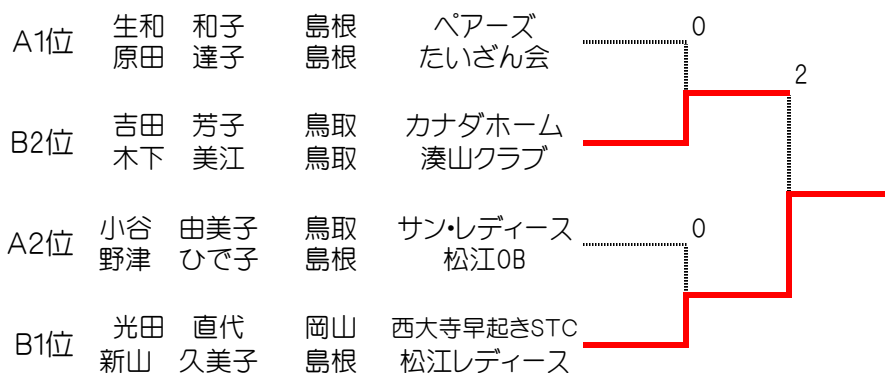 A1位 生和 和子 島根 ペアーズ 0
原田 達子 島根 たいざん会
2
B2位 吉田 芳子 鳥取 カナダホーム
木下 美江 鳥取 湊山クラブ
A2位 小谷 由美子 鳥取 サン・レディース 0
野津 ひで子 島根 松江OB
B1位 光田 直代 岡山 西大寺早起きSTC
新山 久美子 島根 松江レディース